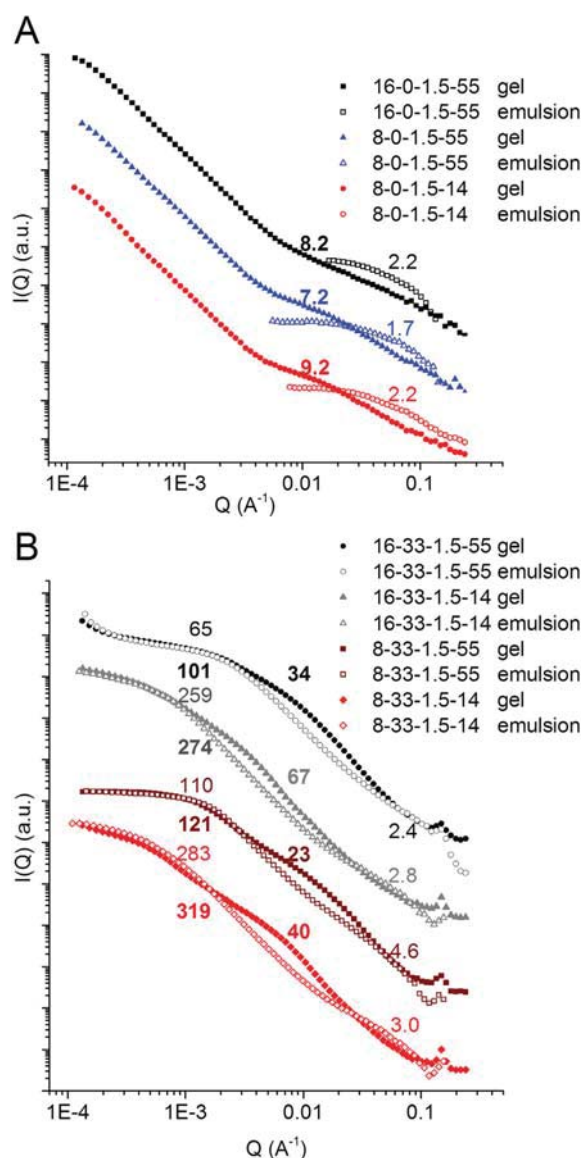 A
16-0-1.5-55 gel
16-0-1.5-55 emulsion
8-0-1.5-55 gel
8-0-1.5-55 emulsion
8-0-1.5-14 gel
8-0-1.5-14 emulsion
I(Q) (a.u.)
8.2
2.2
7.2
1.7
9.2
2.2
1E-4 1E-3 0.01 0.1
Q (A⁻¹)
B
16-33-1.5-55 gel
16-33-1.5-55 emulsion
16-33-1.5-14 gel
16-33-1.5-14 emulsion
8-33-1.5-55 gel
8-33-1.5-55 emulsion
8-33-1.5-14 gel
8-33-1.5-14 emulsion
I(Q) (a.u.)
65
101
34
259
274
67
110
2.4
121
23
2.8
283
319
40
4.6
3.0
1E-4 1E-3 0.01 0.1
Q (A⁻¹)